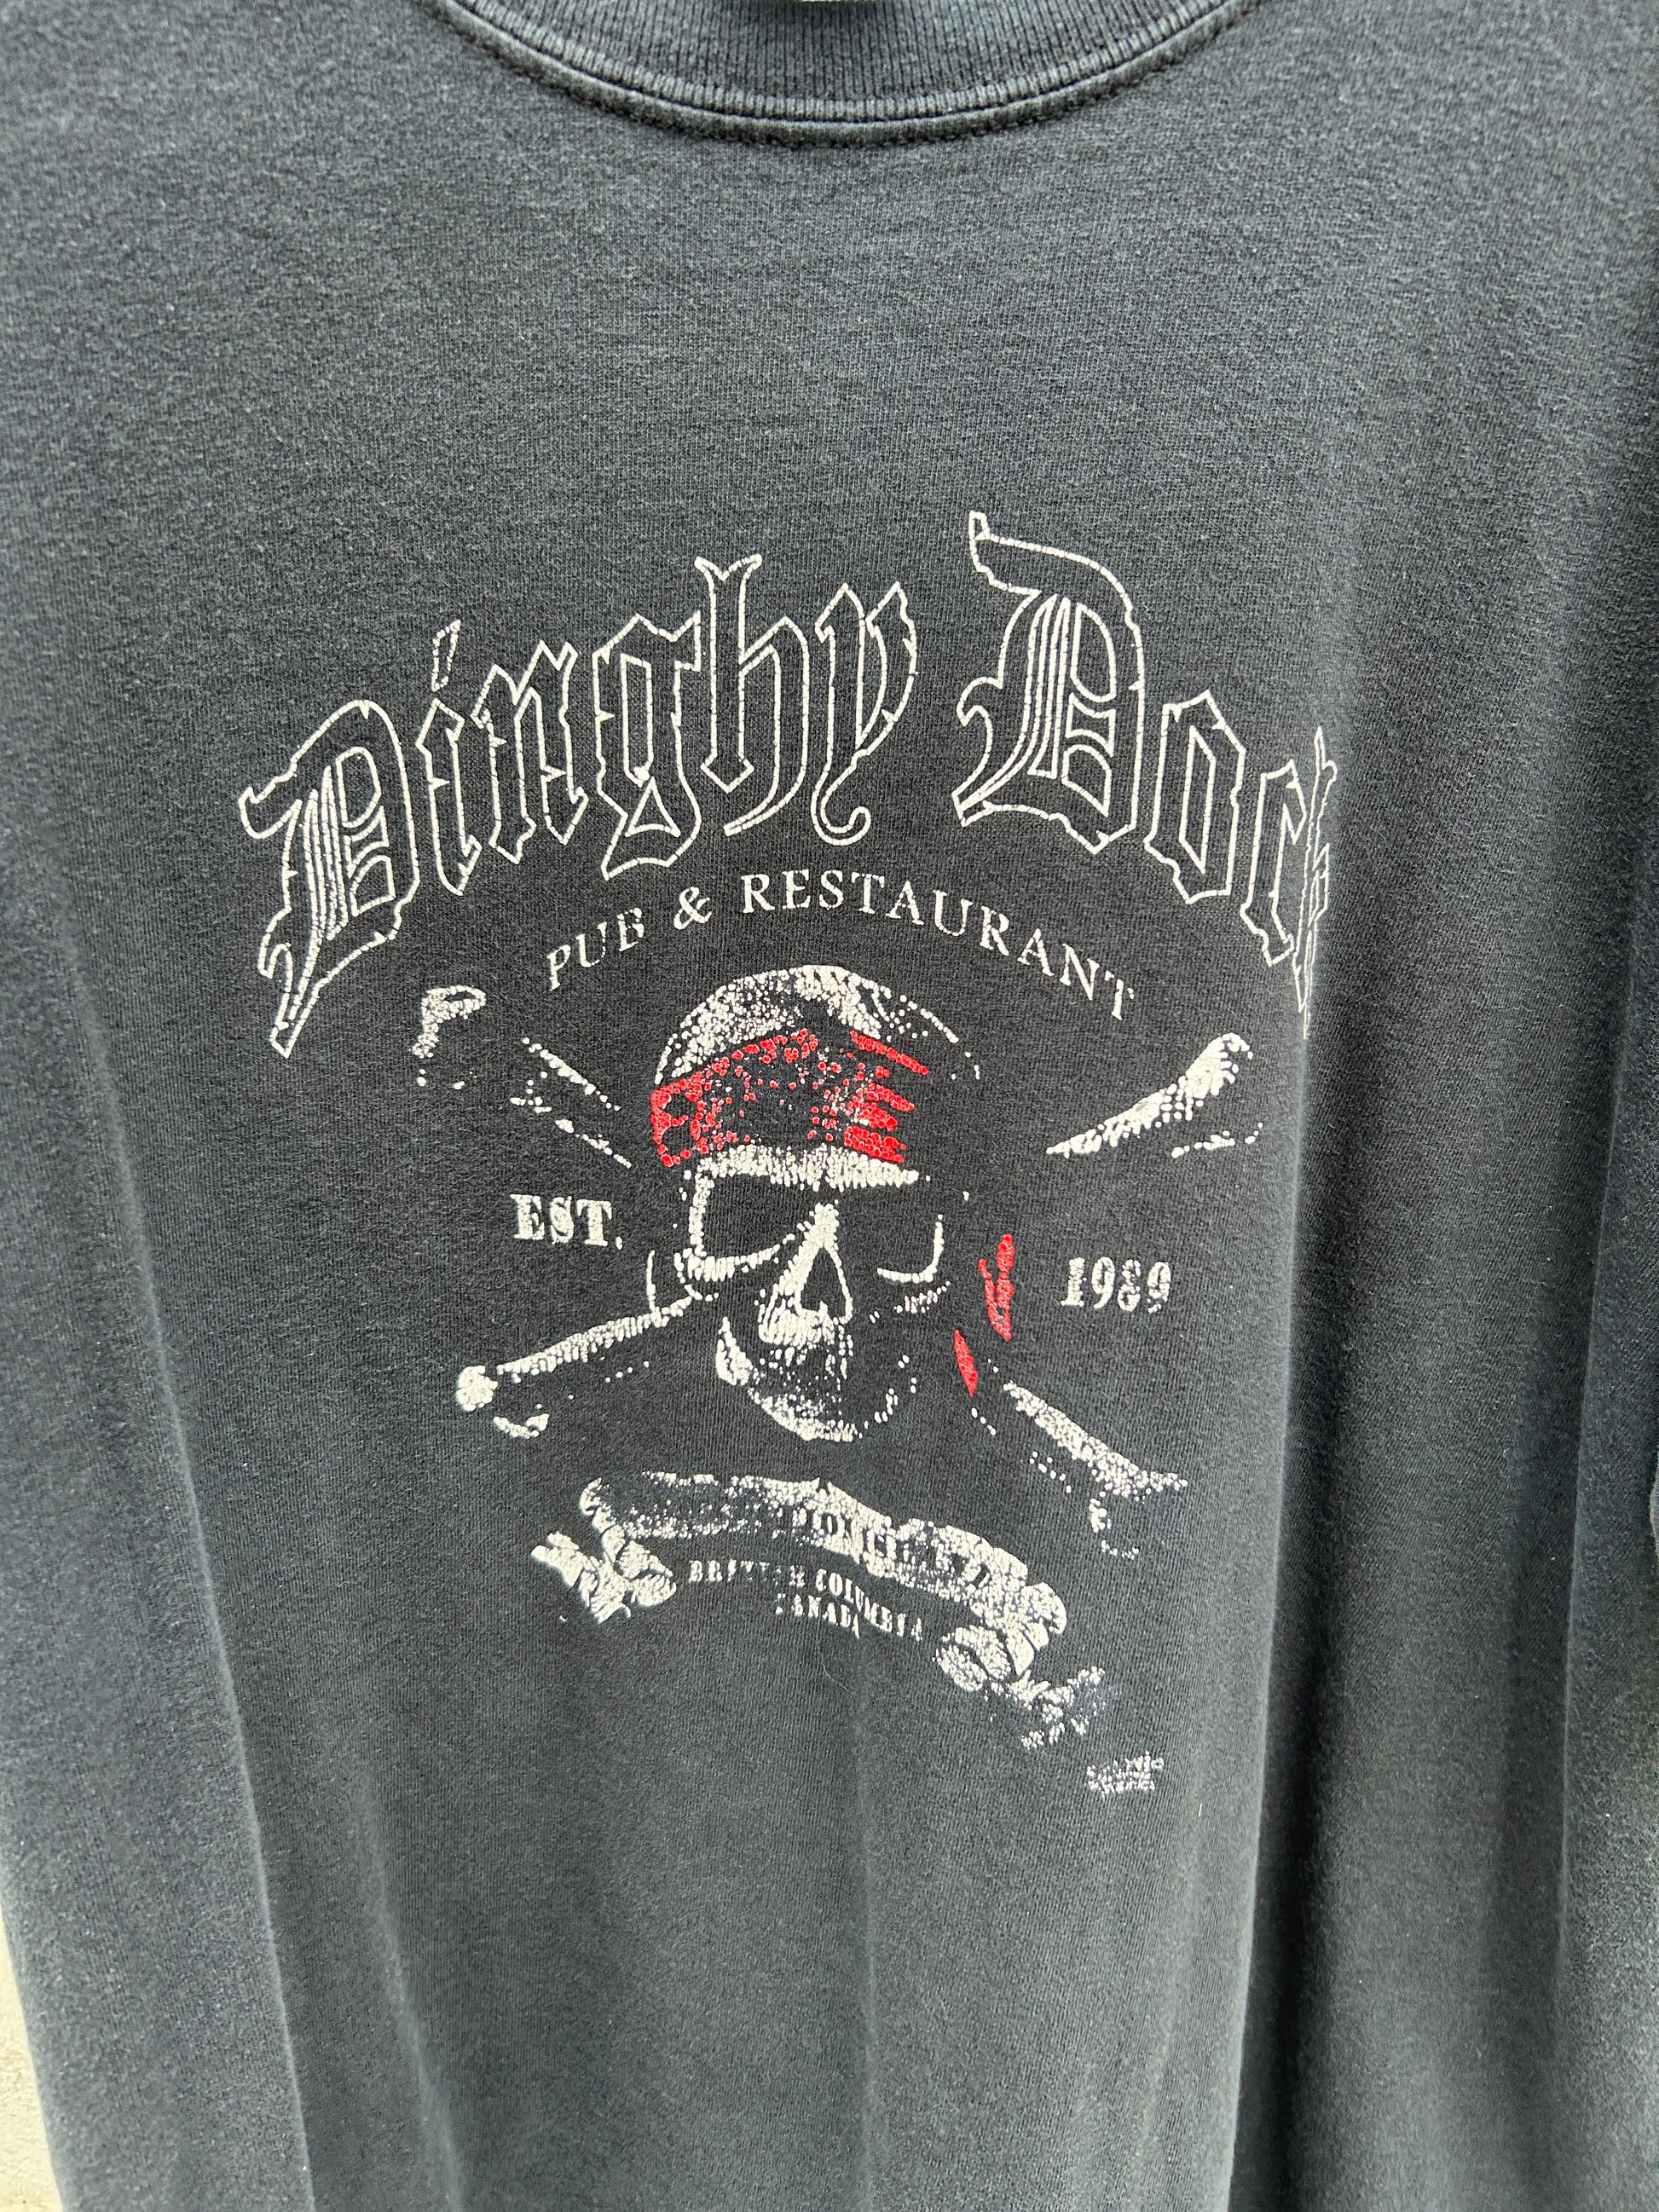 Dinghy Dock
PUB & RESTAURANT
EST. 1989
BRITISH COLUMBIA
CANADA